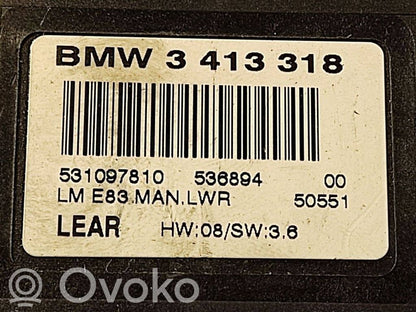 BMW 3 413 318
531097810 536894 00
LM E83.MAN.LWR 50551
LEAR HW:08/SW:3.6
Ovoko